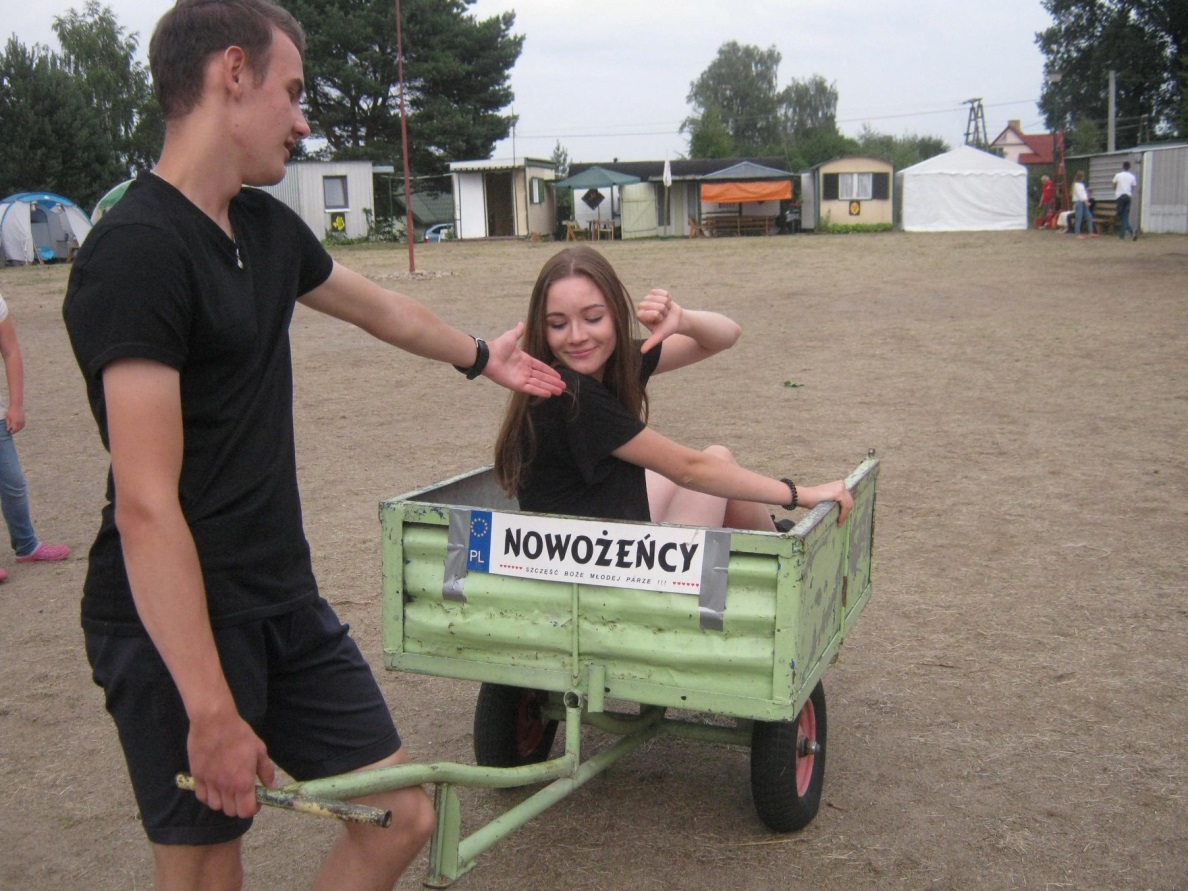 PL NOWOŻEŃCY
♥♥♥♥♥♥ SZCZĘŚĆ BOŻE MŁODEJ PARZE !!! ♥♥♥♥♥♥